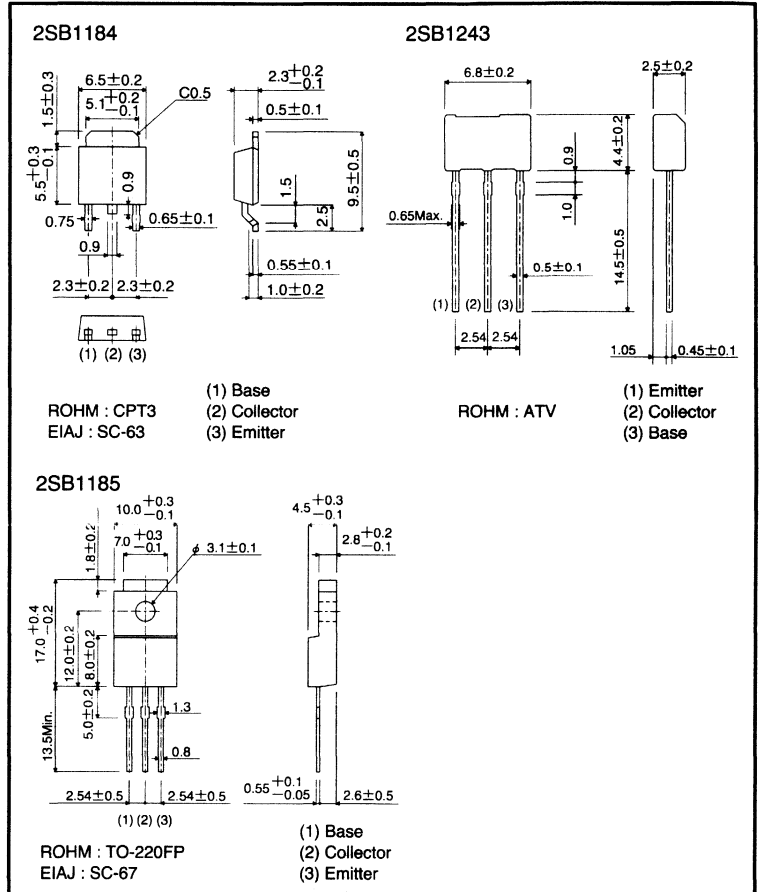 2SB1184
6.5±0.2
5.1+0.2−0.1
C0.5
1.5±0.3
5.5+0.3−0.1
0.9
0.75
0.65±0.1
0.9
2.3±0.2
2.3±0.2
(1) (2) (3)
2.3+0.2−0.1
0.5±0.1
1.5
9.5±0.5
2.5
0.55±0.1
1.0±0.2
ROHM : CPT3
EIAJ : SC-63
(1) Base
(2) Collector
(3) Emitter
2SB1243
6.8±0.2
2.5±0.2
4.4±0.2
0.9
1.0
0.65Max.
14.5±0.5
0.5±0.1
(1) (2) (3)
2.54 2.54
1.05
0.45±0.1
ROHM : ATV
(1) Emitter
(2) Collector
(3) Base
2SB1185
10.0+0.3−0.1
7.0+0.3−0.1
ϕ 3.1±0.1
1.8±0.2
17.0+0.4−0.2
12.0±0.2
8.0±0.2
5.0±0.2
13.5Min.
1.3
0.8
2.54±0.5
2.54±0.5
(1) (2) (3)
4.5+0.3−0.1
2.8+0.2−0.1
0.55+0.1−0.05
2.6±0.5
ROHM : TO-220FP
EIAJ : SC-67
(1) Base
(2) Collector
(3) Emitter